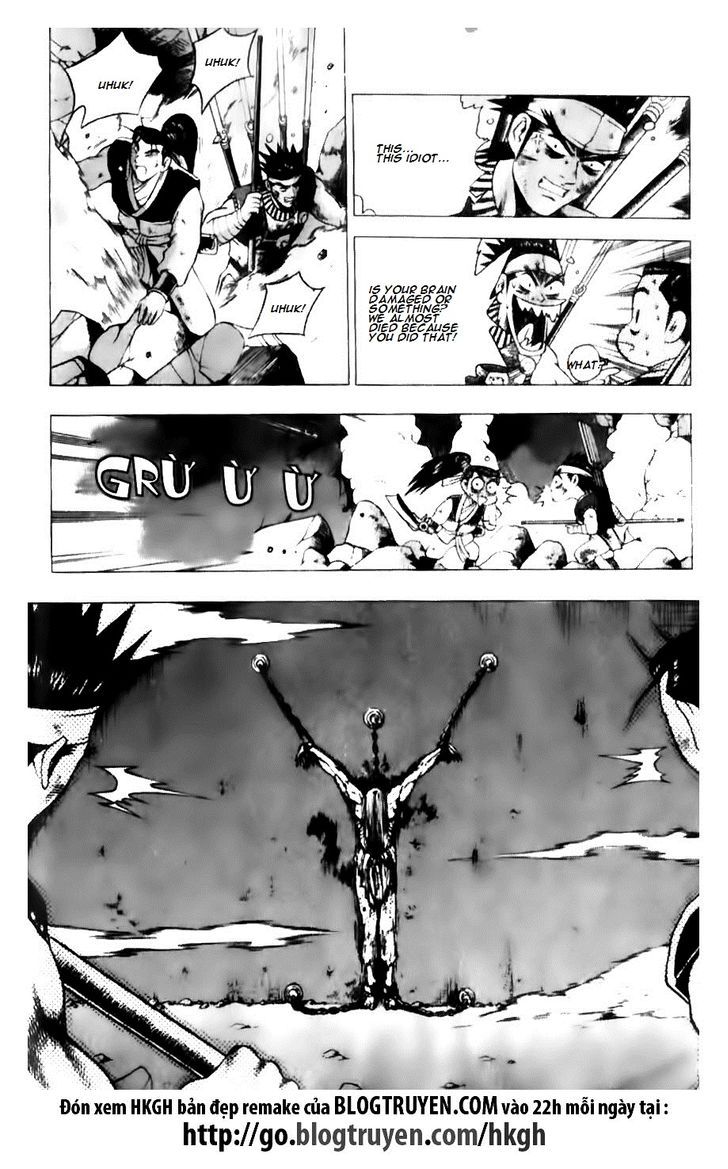 UHUK!
UHUK!
UHUK!
THIS...
THIS IDIOT...
IS YOUR BRAIN
DAMAGED OR
SOMETHING?
WE ALMOST
DIED BECAUSE
YOU DID THAT!
WHAT?
GRỪ Ừ Ừ
Đón xem HKGH bản đẹp remake của BLOGTRUYEN.COM vào 22h mỗi ngày tại :
http://go.blogtruyen.com/hkgh